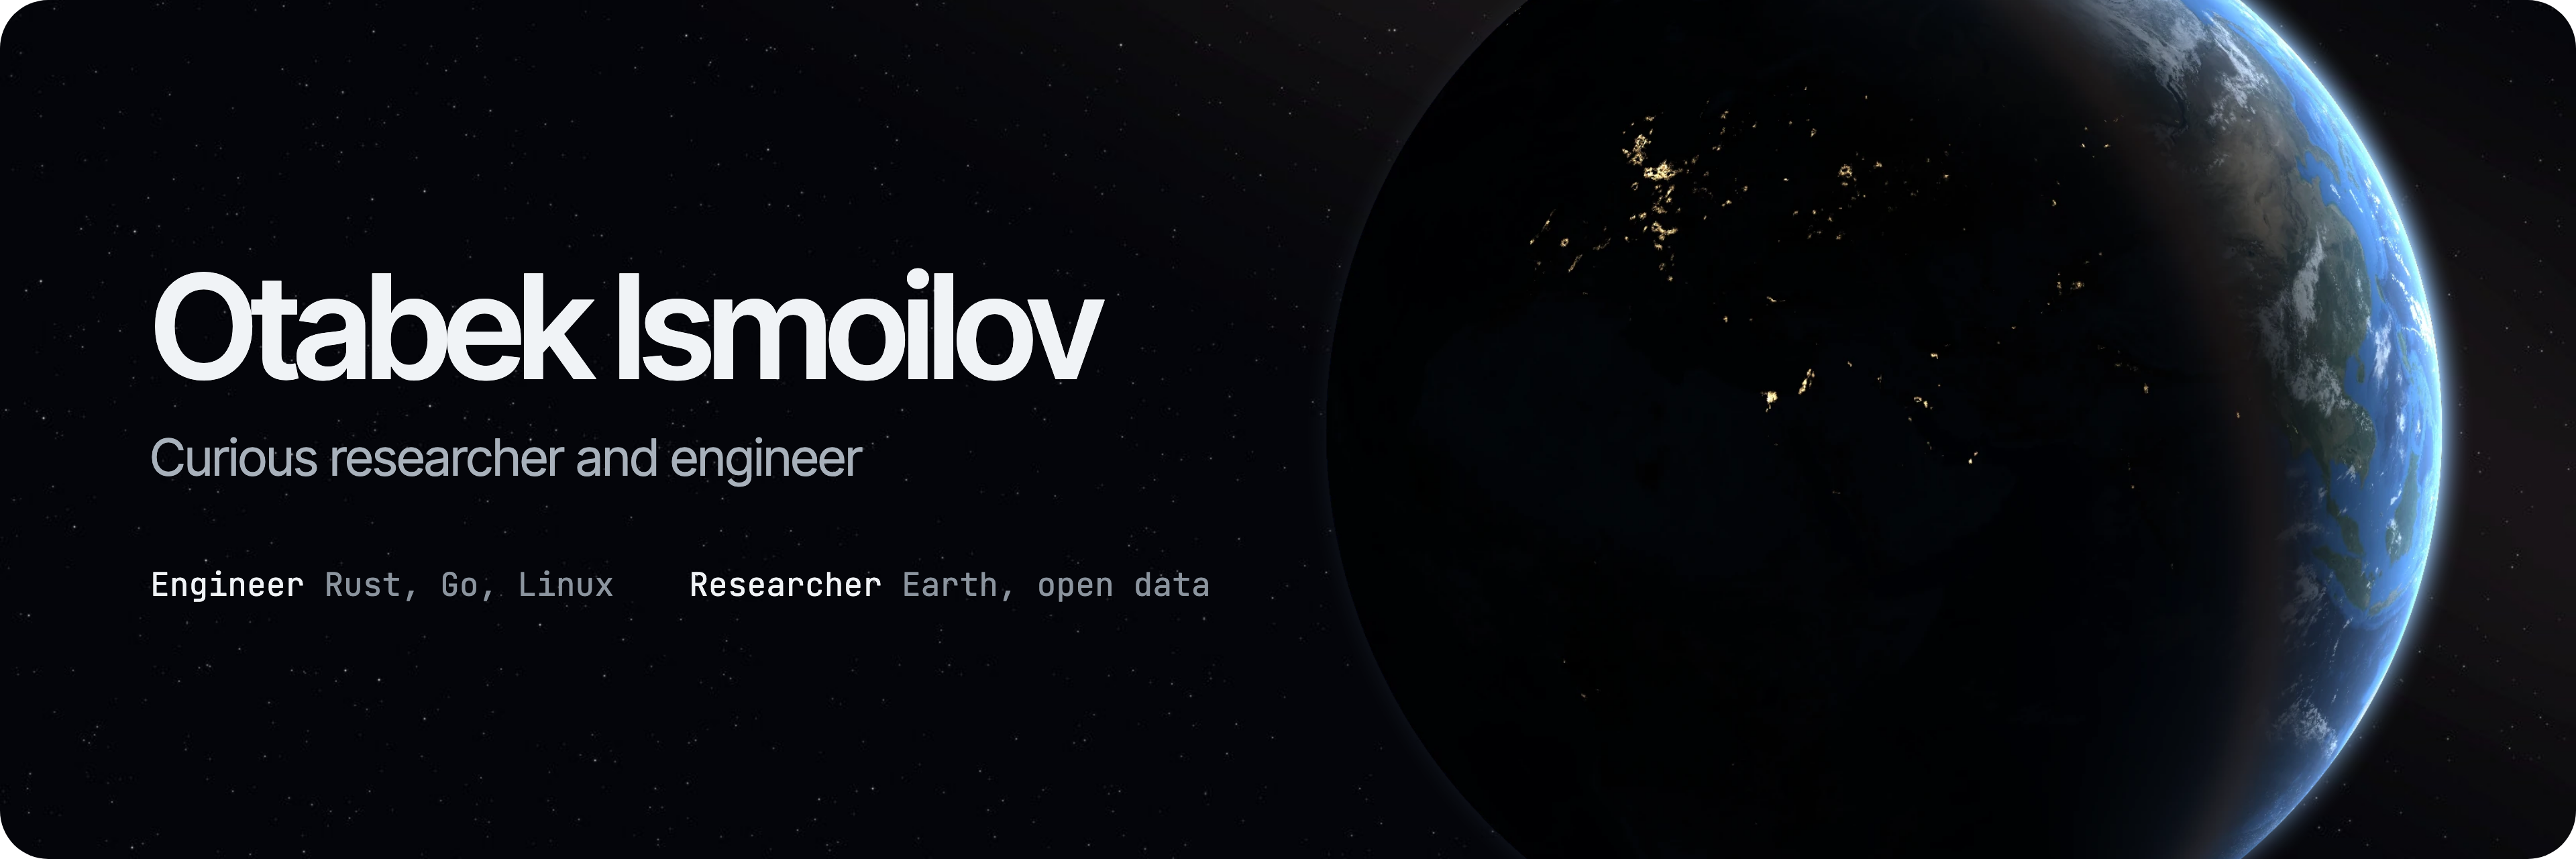 Otabek Ismoilov
Curious researcher and engineer
Engineer Rust, Go, Linux Researcher Earth, open data